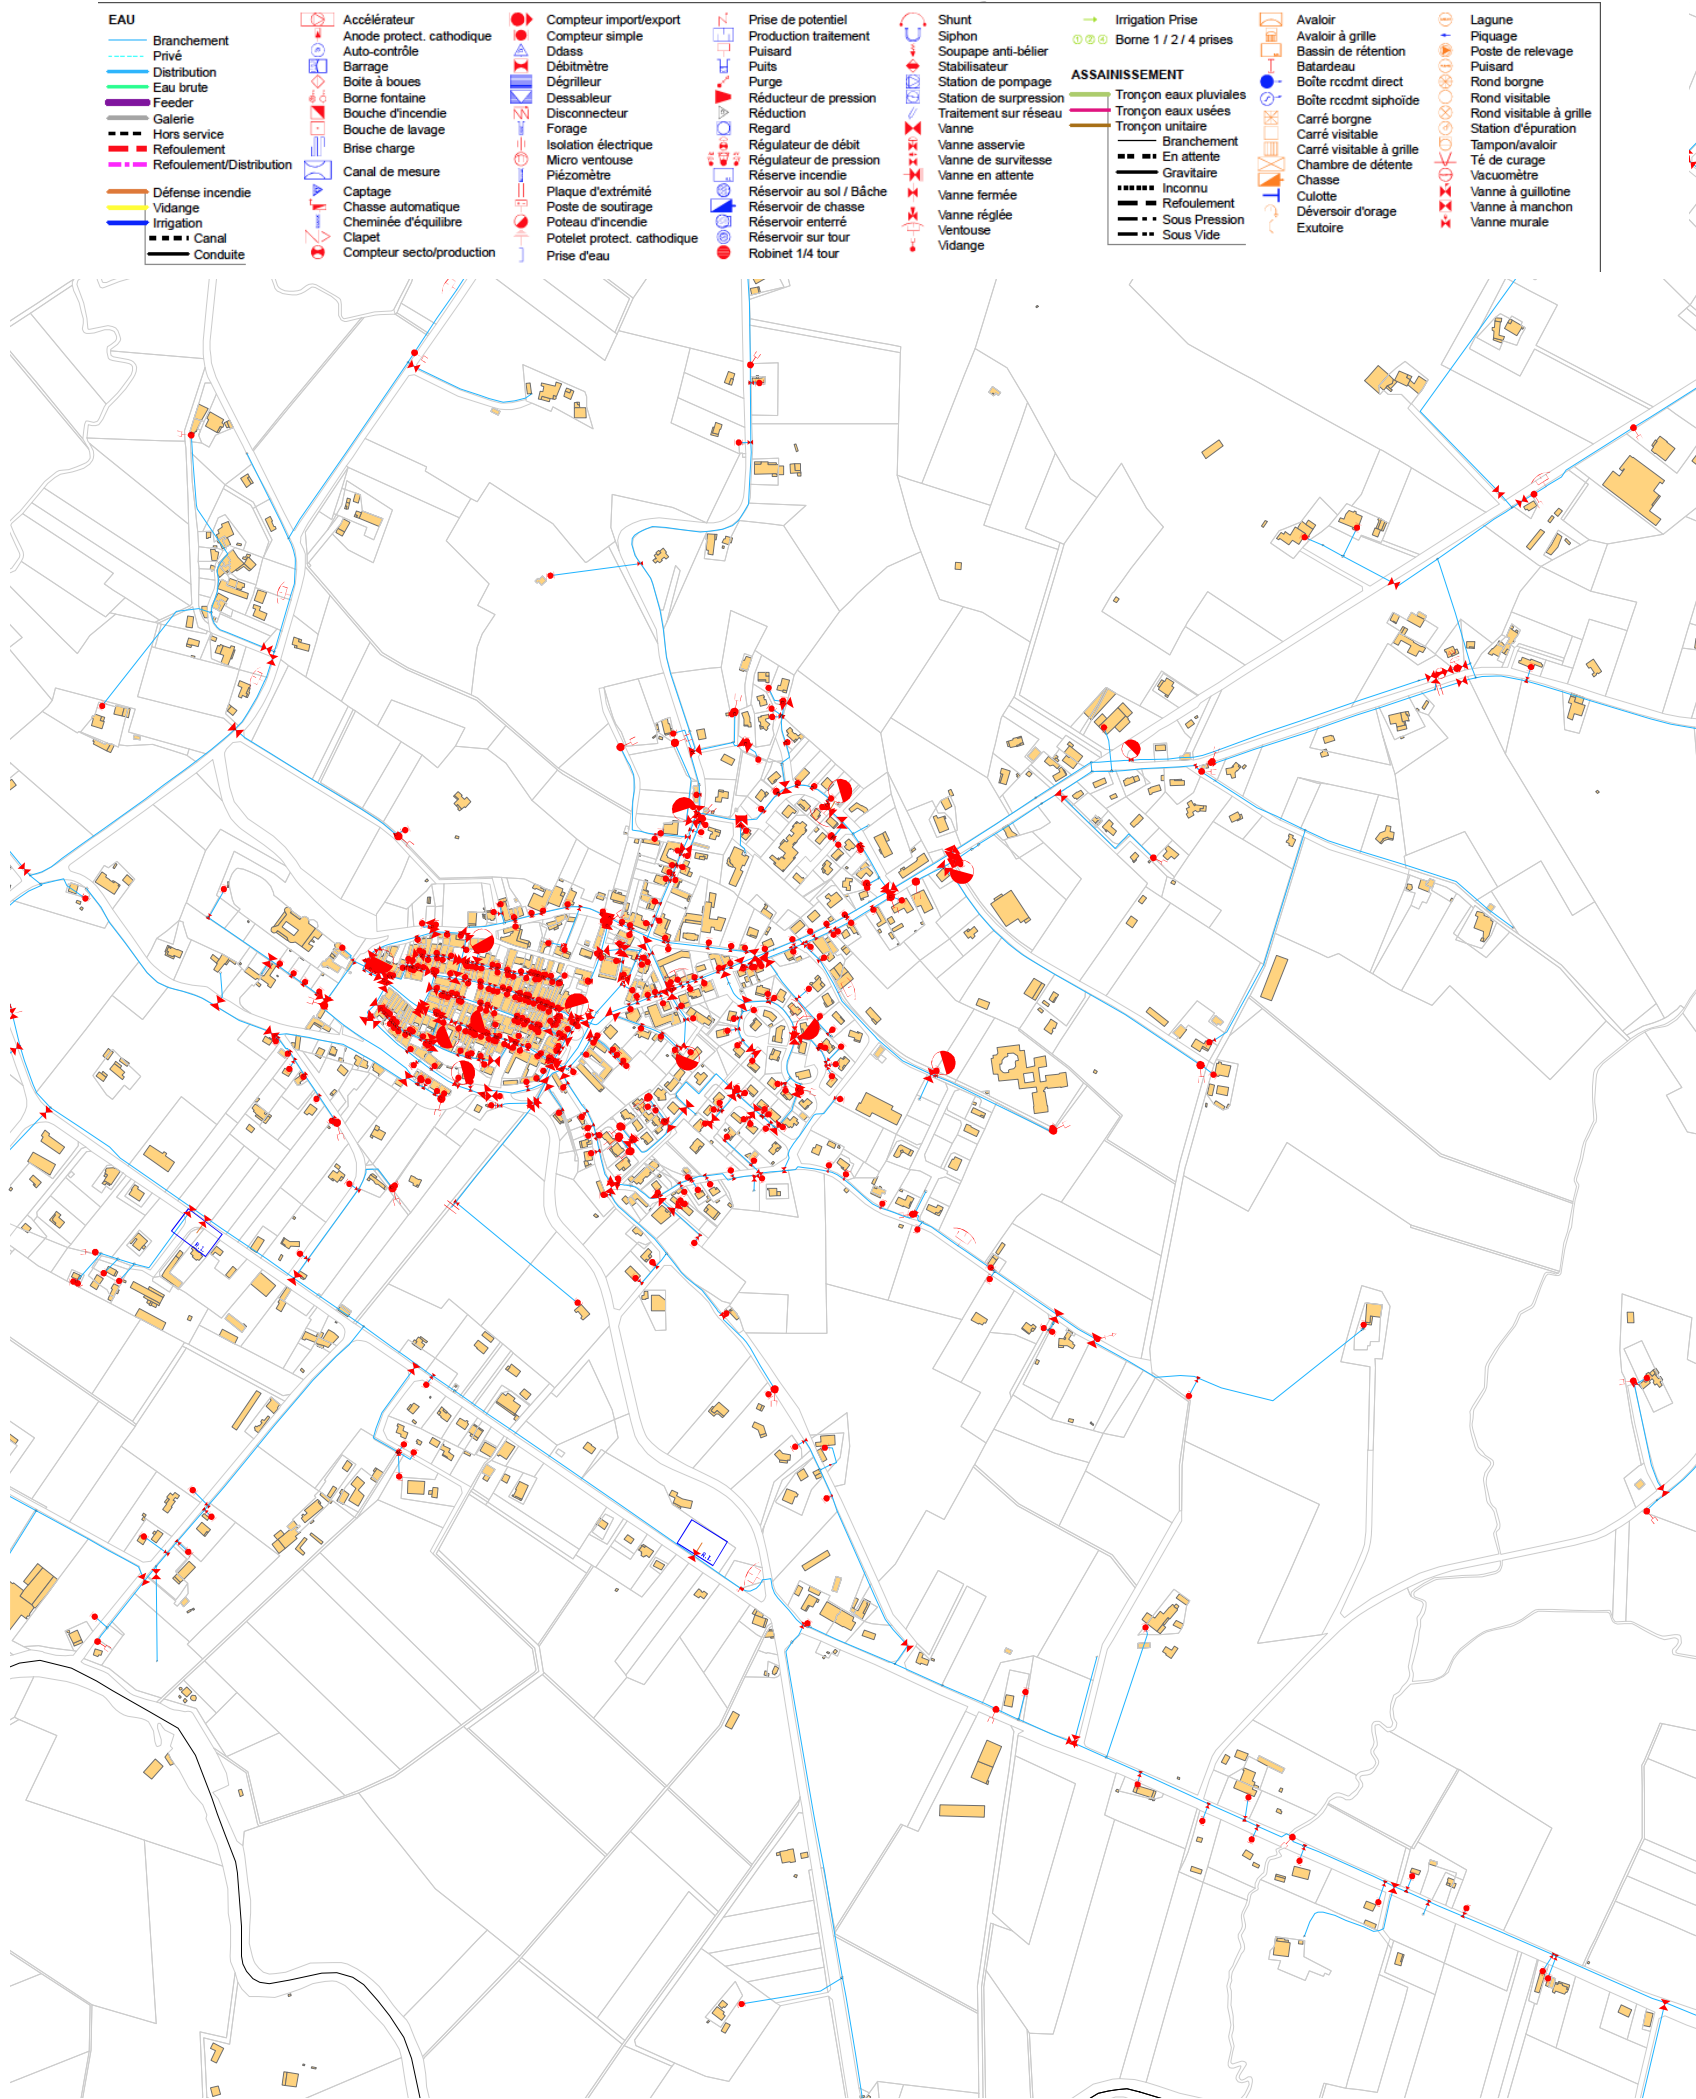 EAU
Branchement
Privé
Distribution
Eau brute
Feeder
Galerie
Hors service
Refoulement
Refoulement/Distribution
Défense incendie
Vidange
Irrigation
Canal
Conduite
Accélérateur
Anode protect. cathodique
Auto-contrôle
Barrage
Boite à boues
Borne fontaine
Bouche d'incendie
Bouche de lavage
Brise charge
Canal de mesure
Captage
Chasse automatique
Cheminée d'équilibre
Clapet
Compteur secto/production
Compteur import/export
Compteur simple
Ddass
Débitmètre
Dégrilleur
Dessableur
Disconnecteur
Forage
Isolation électrique
Micro ventouse
Piézomètre
Plaque d'extrémité
Poste de soutirage
Poteau d'incendie
Potelet protect. cathodique
Prise d'eau
Prise de potentiel
Production traitement
Puisard
Puits
Purge
Réducteur de pression
Réduction
Regard
Régulateur de débit
Régulateur de pression
Réserve incendie
Réservoir au sol / Bâche
Réservoir de chasse
Réservoir enterré
Réservoir sur tour
Robinet 1/4 tour
Shunt
Siphon
Soupape anti-bélier
Stabilisateur
Station de pompage
Station de surpression
Traitement sur réseau
Vanne
Vanne asservie
Vanne de survitesse
Vanne en attente
Vanne fermée
Vanne réglée
Ventouse
Vidange
Irrigation Prise
Borne 1 / 2 / 4 prises
ASSAINISSEMENT
Tronçon eaux pluviales
Tronçon eaux usées
Tronçon unitaire
Branchement
En attente
Gravitaire
Inconnu
Refoulement
Sous Pression
Sous Vide
Avaloir
Avaloir à grille
Bassin de rétention
Batardeau
Boîte rccdmt direct
Boîte rccdmt siphoïde
Carré borgne
Carré visitable
Carré visitable à grille
Chambre de détente
Chasse
Culotte
Déversoir d'orage
Exutoire
Lagune
Piquage
Poste de relevage
Puisard
Rond borgne
Rond visitable
Rond visitable à grille
Station d'épuration
Tampon/avaloir
Té de curage
Vacuomètre
Vanne à guillotine
Vanne à manchon
Vanne murale
R.I.
R.I.